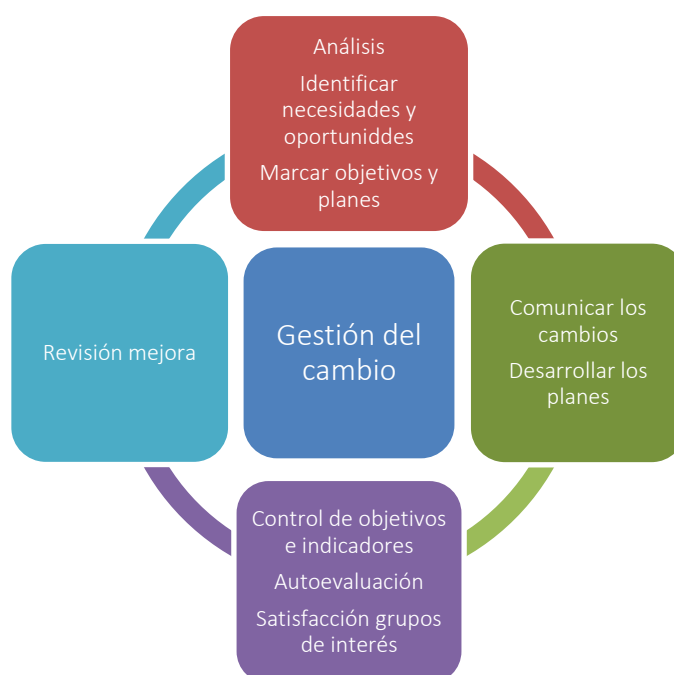 Análisis
Identificar
necesidades y
oportuniddes
Marcar objetivos y
planes
Revisión mejora
Gestión del
cambio
Comunicar los
cambios
Desarrollar los
planes
Control de objetivos
e indicadores
Autoevaluación
Satisfacción grupos
de interés